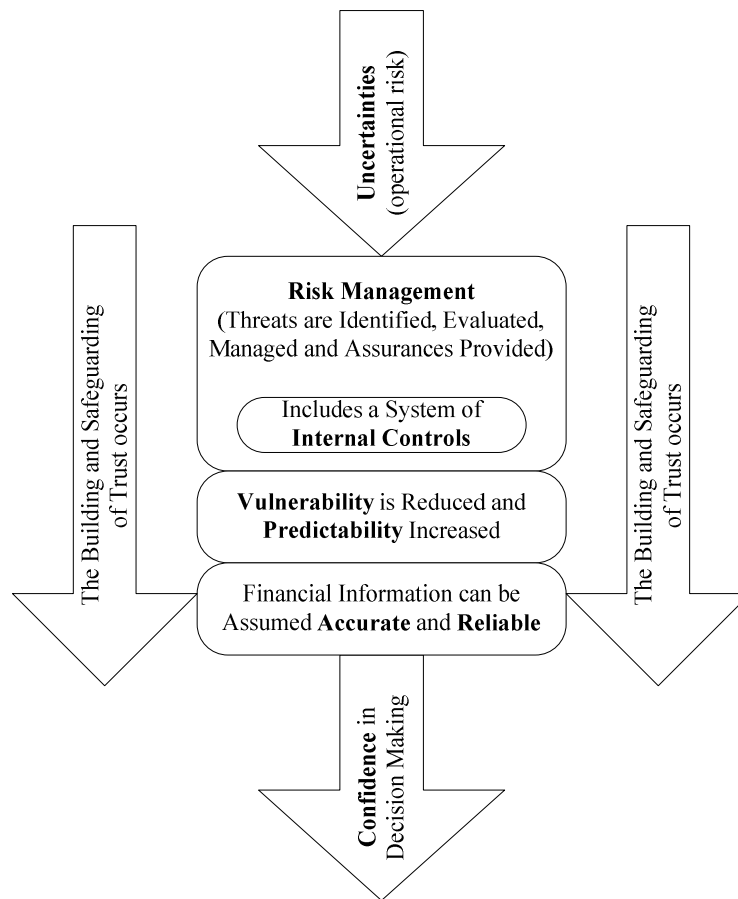 Uncertainties
(operational risk)
Risk Management
(Threats are Identified, Evaluated,
Managed and Assurances Provided)
Includes a System of
Internal Controls
Vulnerability is Reduced and
Predictability Increased
Financial Information can be
Assumed Accurate and Reliable
The Building and Safeguarding
of Trust occurs
The Building and Safeguarding
of Trust occurs
Confidence in
Decision Making